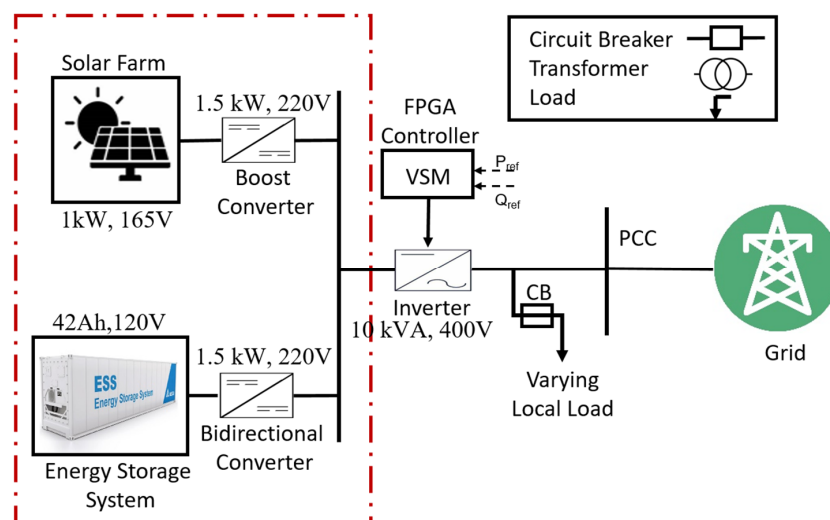 Solar Farm
1kW, 165V
1.5 kW, 220V
Boost
Converter
42Ah,120V
ESS
Energy Storage System
Energy Storage
System
1.5 kW, 220V
Bidirectional
Converter
FPGA
Controller
VSM
Pref
Qref
Inverter
10 kVA, 400V
CB
Varying
Local Load
PCC
Grid
Circuit Breaker
Transformer
Load